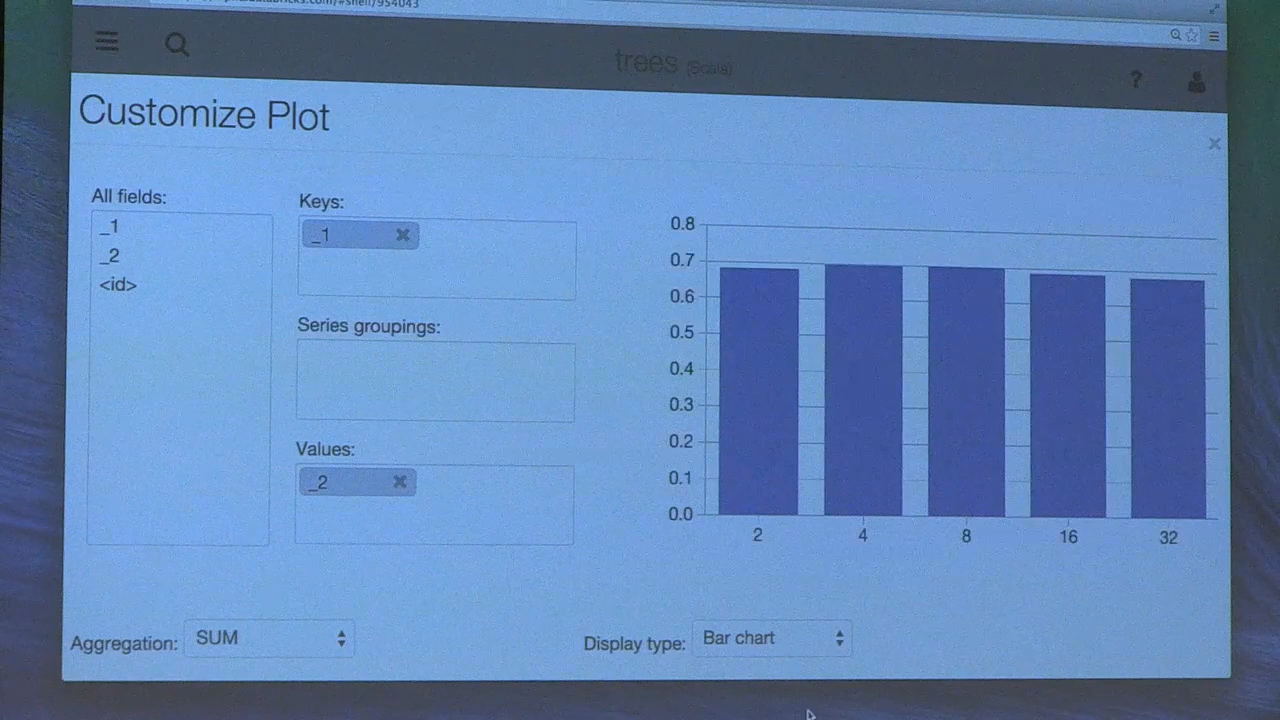 trees (Scala)
?
Customize Plot
All fields:
_1
_2
<id>
Keys:
_1
Series groupings:
Values:
_2
0.8
0.7
0.6
0.5
0.4
0.3
0.2
0.1
0.0
2 4 8 16 32
Aggregation: SUM
Display type: Bar chart